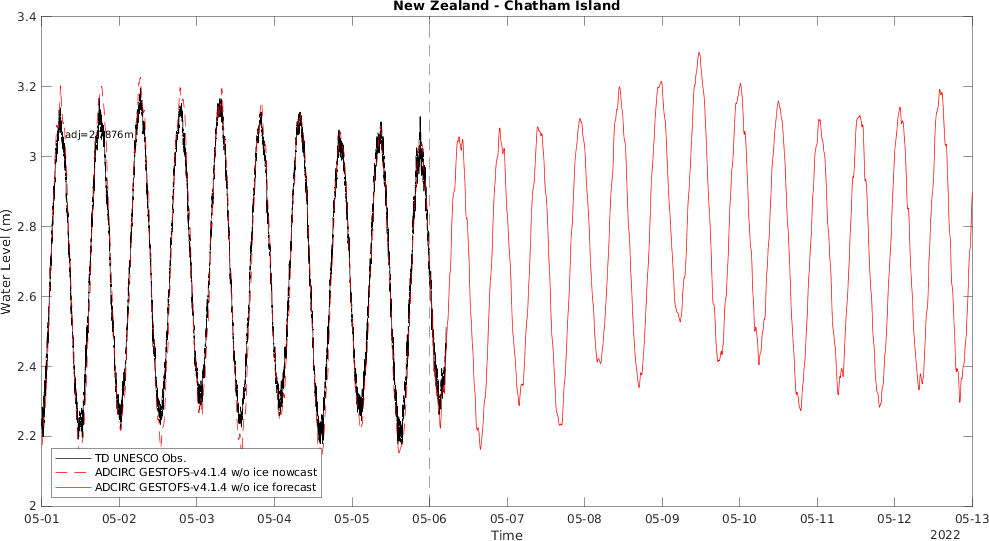 New Zealand - Chatham Island
Water Level (m)
3.4
3.2
3
2.8
2.6
2.4
2.2
2
TD UNESCO Obs.
ADCIRC GESTOFS-v4.1.4 w/o ice nowcast
ADCIRC GESTOFS-v4.1.4 w/o ice forecast
05-01 05-02 05-03 05-04 05-05 05-06 05-07 05-08 05-09 05-10 05-11 05-12 05-13
Time
2022